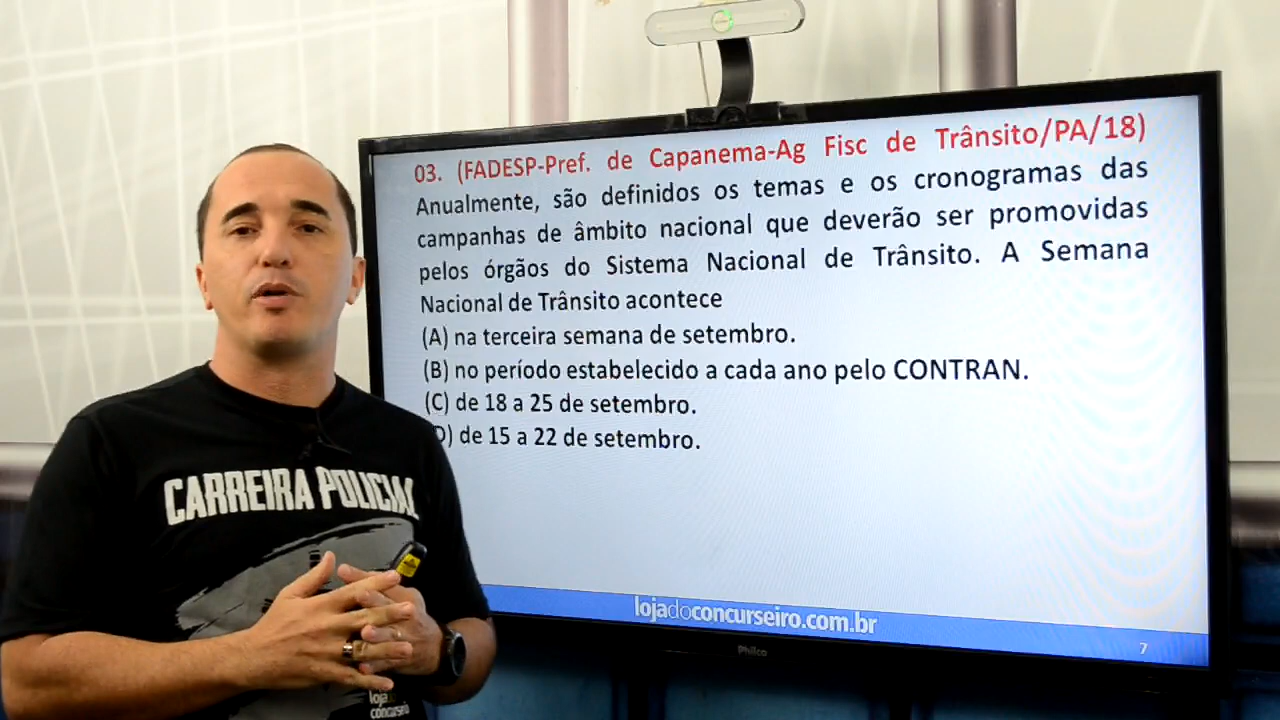 03. (FADESP-Pref. de Capanema-Ag Fisc de Trânsito/PA/18)
Anualmente, são definidos os temas e os cronogramas das
campanhas de âmbito nacional que deverão ser promovidas
pelos órgãos do Sistema Nacional de Trânsito. A Semana
Nacional de Trânsito acontece
(A) na terceira semana de setembro.
(B) no período estabelecido a cada ano pelo CONTRAN.
(C) de 18 a 25 de setembro.
D) de 15 a 22 de setembro.
lojadoconcurseiro.com.br
7
Philco
CARREIRA POLICIAL
loja